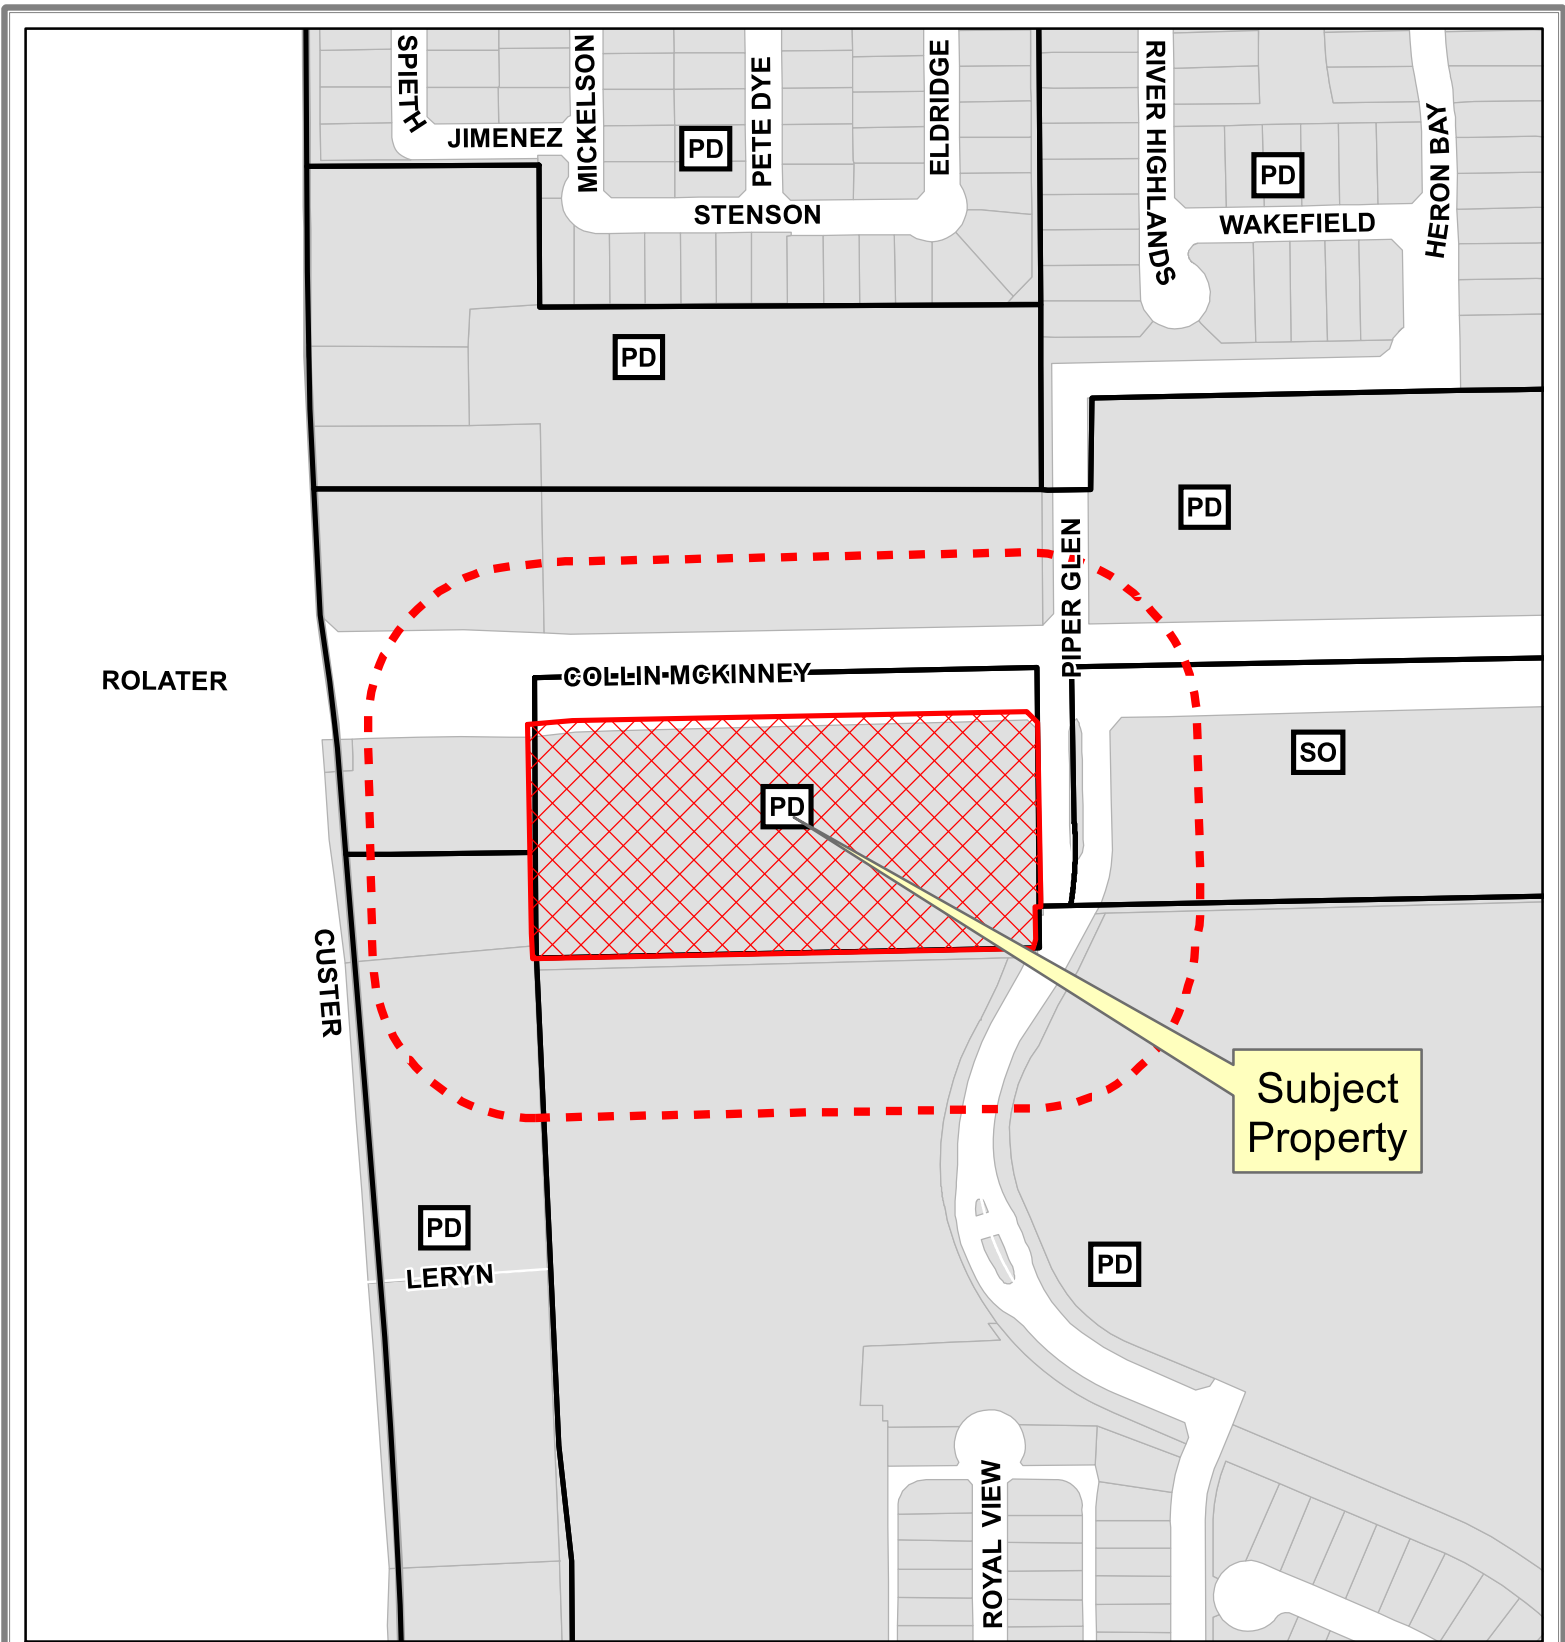 SPIETH
MICKELSON
PETE DYE
ELDRIDGE
RIVER HIGHLANDS
HERON BAY
JIMENEZ
PD
PD
STENSON
WAKEFIELD
PD
PD
PIPER GLEN
COLLIN-MCKINNEY
ROLATER
SO
PD
CUSTER
Subject
Property
PD
LERYN
PD
ROYAL VIEW